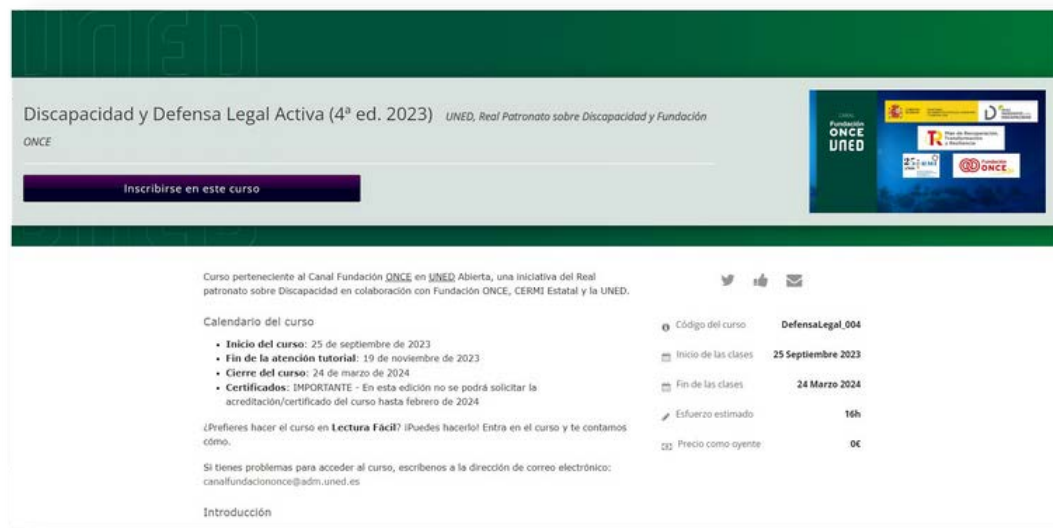 UNED
Discapacidad y Defensa Legal Activa (4ª ed. 2023) UNED, Real Patronato sobre Discapacidad y Fundación
ONCE
Inscribirse en este curso
CANAL
Fundación
ONCE
UNED
Plan de Recuperación,
Transformación
y Resiliencia
Fundación
ONCE
Curso perteneciente al Canal Fundación ONCE en UNED Abierta, una iniciativa del Real
patronato sobre Discapacidad en colaboración con Fundación ONCE, CERMI Estatal y la UNED.
Calendario del curso
• Inicio del curso: 25 de septiembre de 2023
• Fin de la atención tutorial: 19 de noviembre de 2023
• Cierre del curso: 24 de marzo de 2024
• Certificados: IMPORTANTE - En esta edición no se podrá solicitar la
acreditación/certificado del curso hasta febrero de 2024
¿Prefieres hacer el curso en Lectura Fácil? ¡Puedes hacerlo! Entra en el curso y te contamos
cómo.
Si tienes problemas para acceder al curso, escríbenos a la dirección de correo electrónico:
canalfundaciononce@adm.uned.es
Introducción
Código del curso DefensaLegal_004
Inicio de las clases 25 Septiembre 2023
Fin de las clases 24 Marzo 2024
Esfuerzo estimado 16h
Precio como oyente 0€